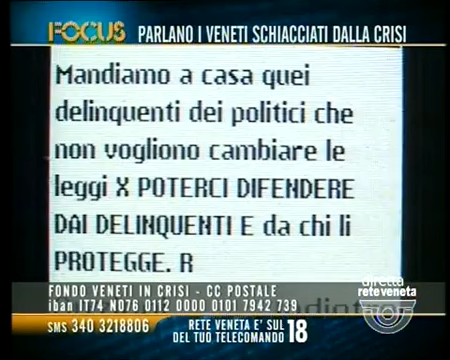 FOCUS PARLANO I VENETI SCHIACCIATI DALLA CRISI
Mandiamo a casa quei
delinquenti dei politici che
non vogliono cambiare le
leggi X POTERCI DIFENDERE
DAI DELINQUENTI E da chi li
PROTEGGE. R
FONDO VENETI IN CRISI - CC POSTALE
iban IT74 N076 0112 0000 0101 7942 739
diretta
reteveneta
SMS 340 3218806
RETE VENETA E' SUL
DEL TUO TELECOMANDO 18